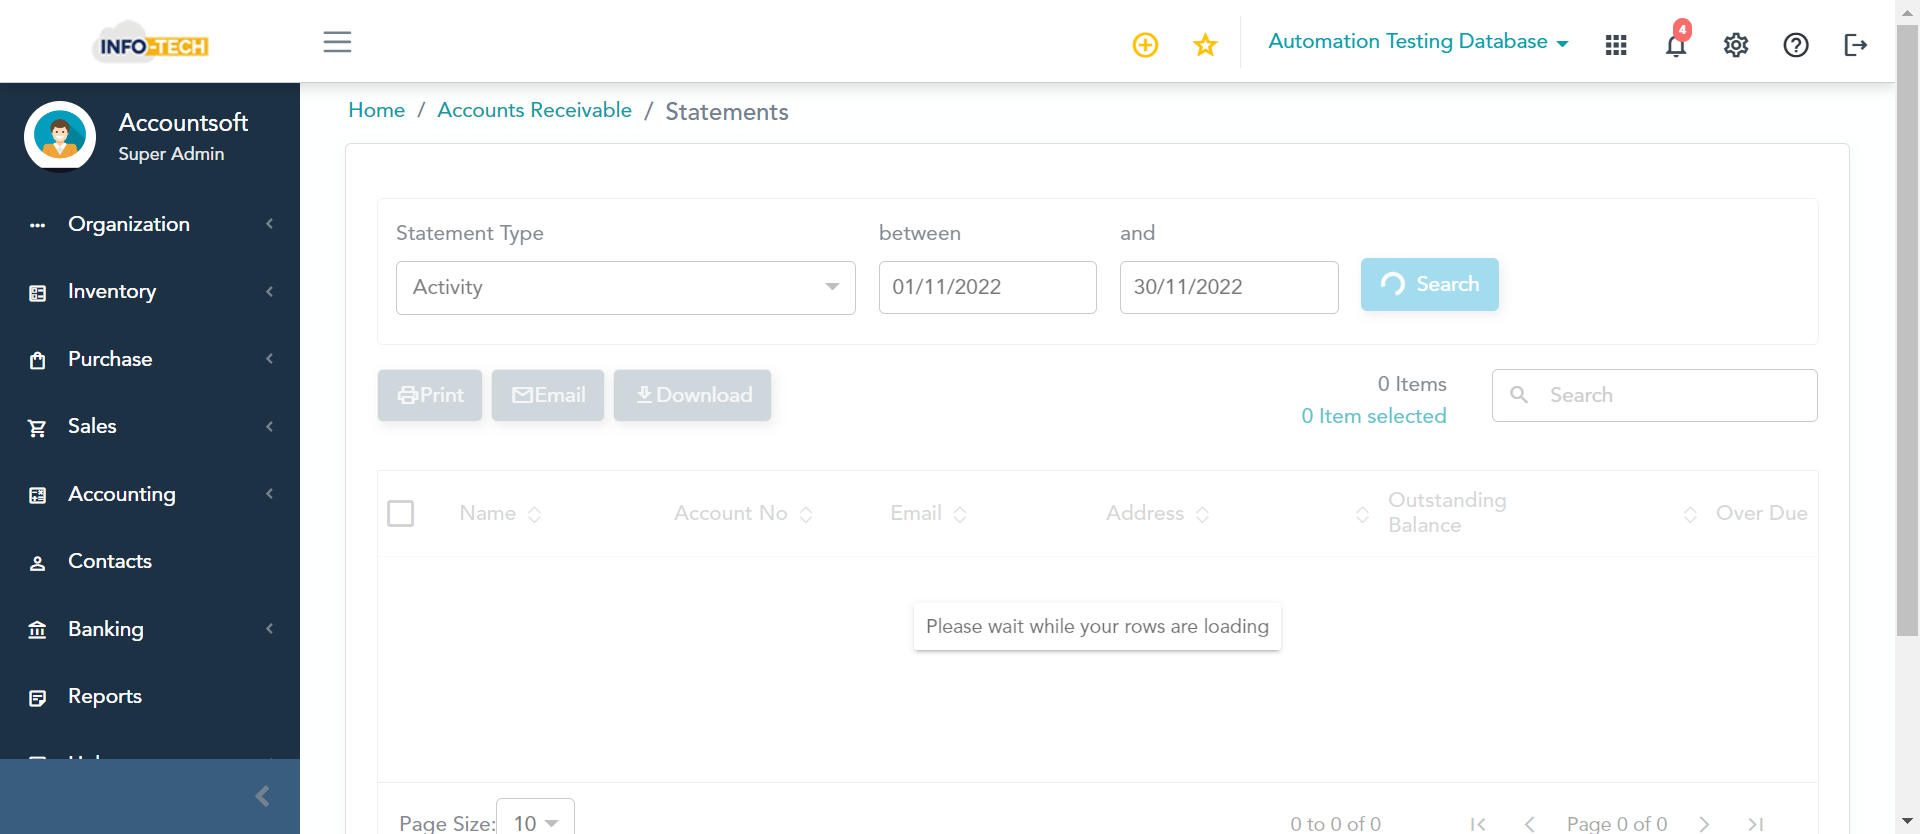 INFO-TECH
Automation Testing Database
4
Accountsoft
Super Admin
Organization
Inventory
Purchase
Sales
Accounting
Contacts
Banking
Reports
Home / Accounts Receivable / Statements
Statement Type
between
and
Activity
01/11/2022
30/11/2022
Search
Print
Email
Download
0 Items
0 Item selected
Search
Name
Account No
Email
Address
Outstanding
Balance
Over Due
Please wait while your rows are loading
Page Size:
10
0 to 0 of 0
Page 0 of 0